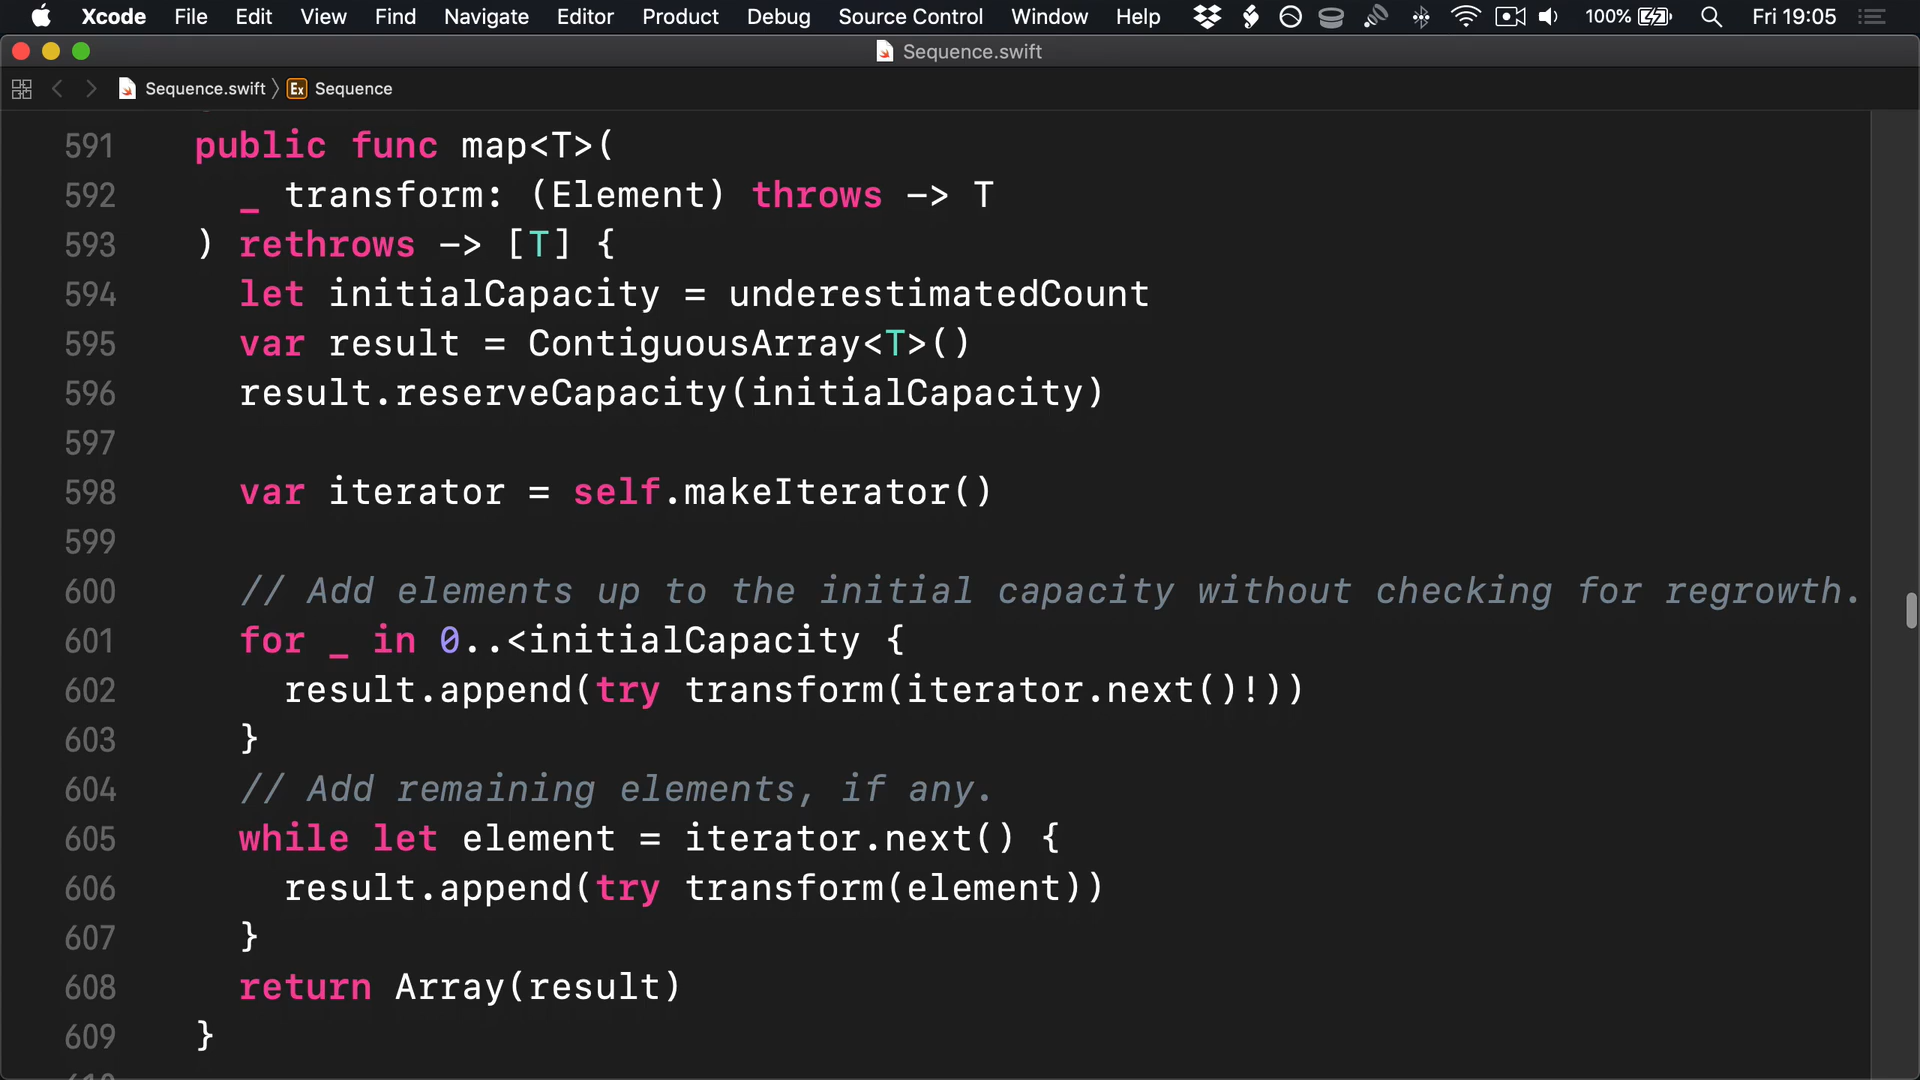 Xcode File Edit View Find Navigate Editor Product Debug Source Control Window Help 100% Fri 19:05
Sequence.swift
Sequence.swift Ex Sequence
591 public func map<T>(
592 _ transform: (Element) throws -> T
593 ) rethrows -> [T] {
594 let initialCapacity = underestimatedCount
595 var result = ContiguousArray<T>()
596 result.reserveCapacity(initialCapacity)
597
598 var iterator = self.makeIterator()
599
600 // Add elements up to the initial capacity without checking for regrowth.
601 for _ in 0..<initialCapacity {
602 result.append(try transform(iterator.next()!))
603 }
604 // Add remaining elements, if any.
605 while let element = iterator.next() {
606 result.append(try transform(element))
607 }
608 return Array(result)
609 }